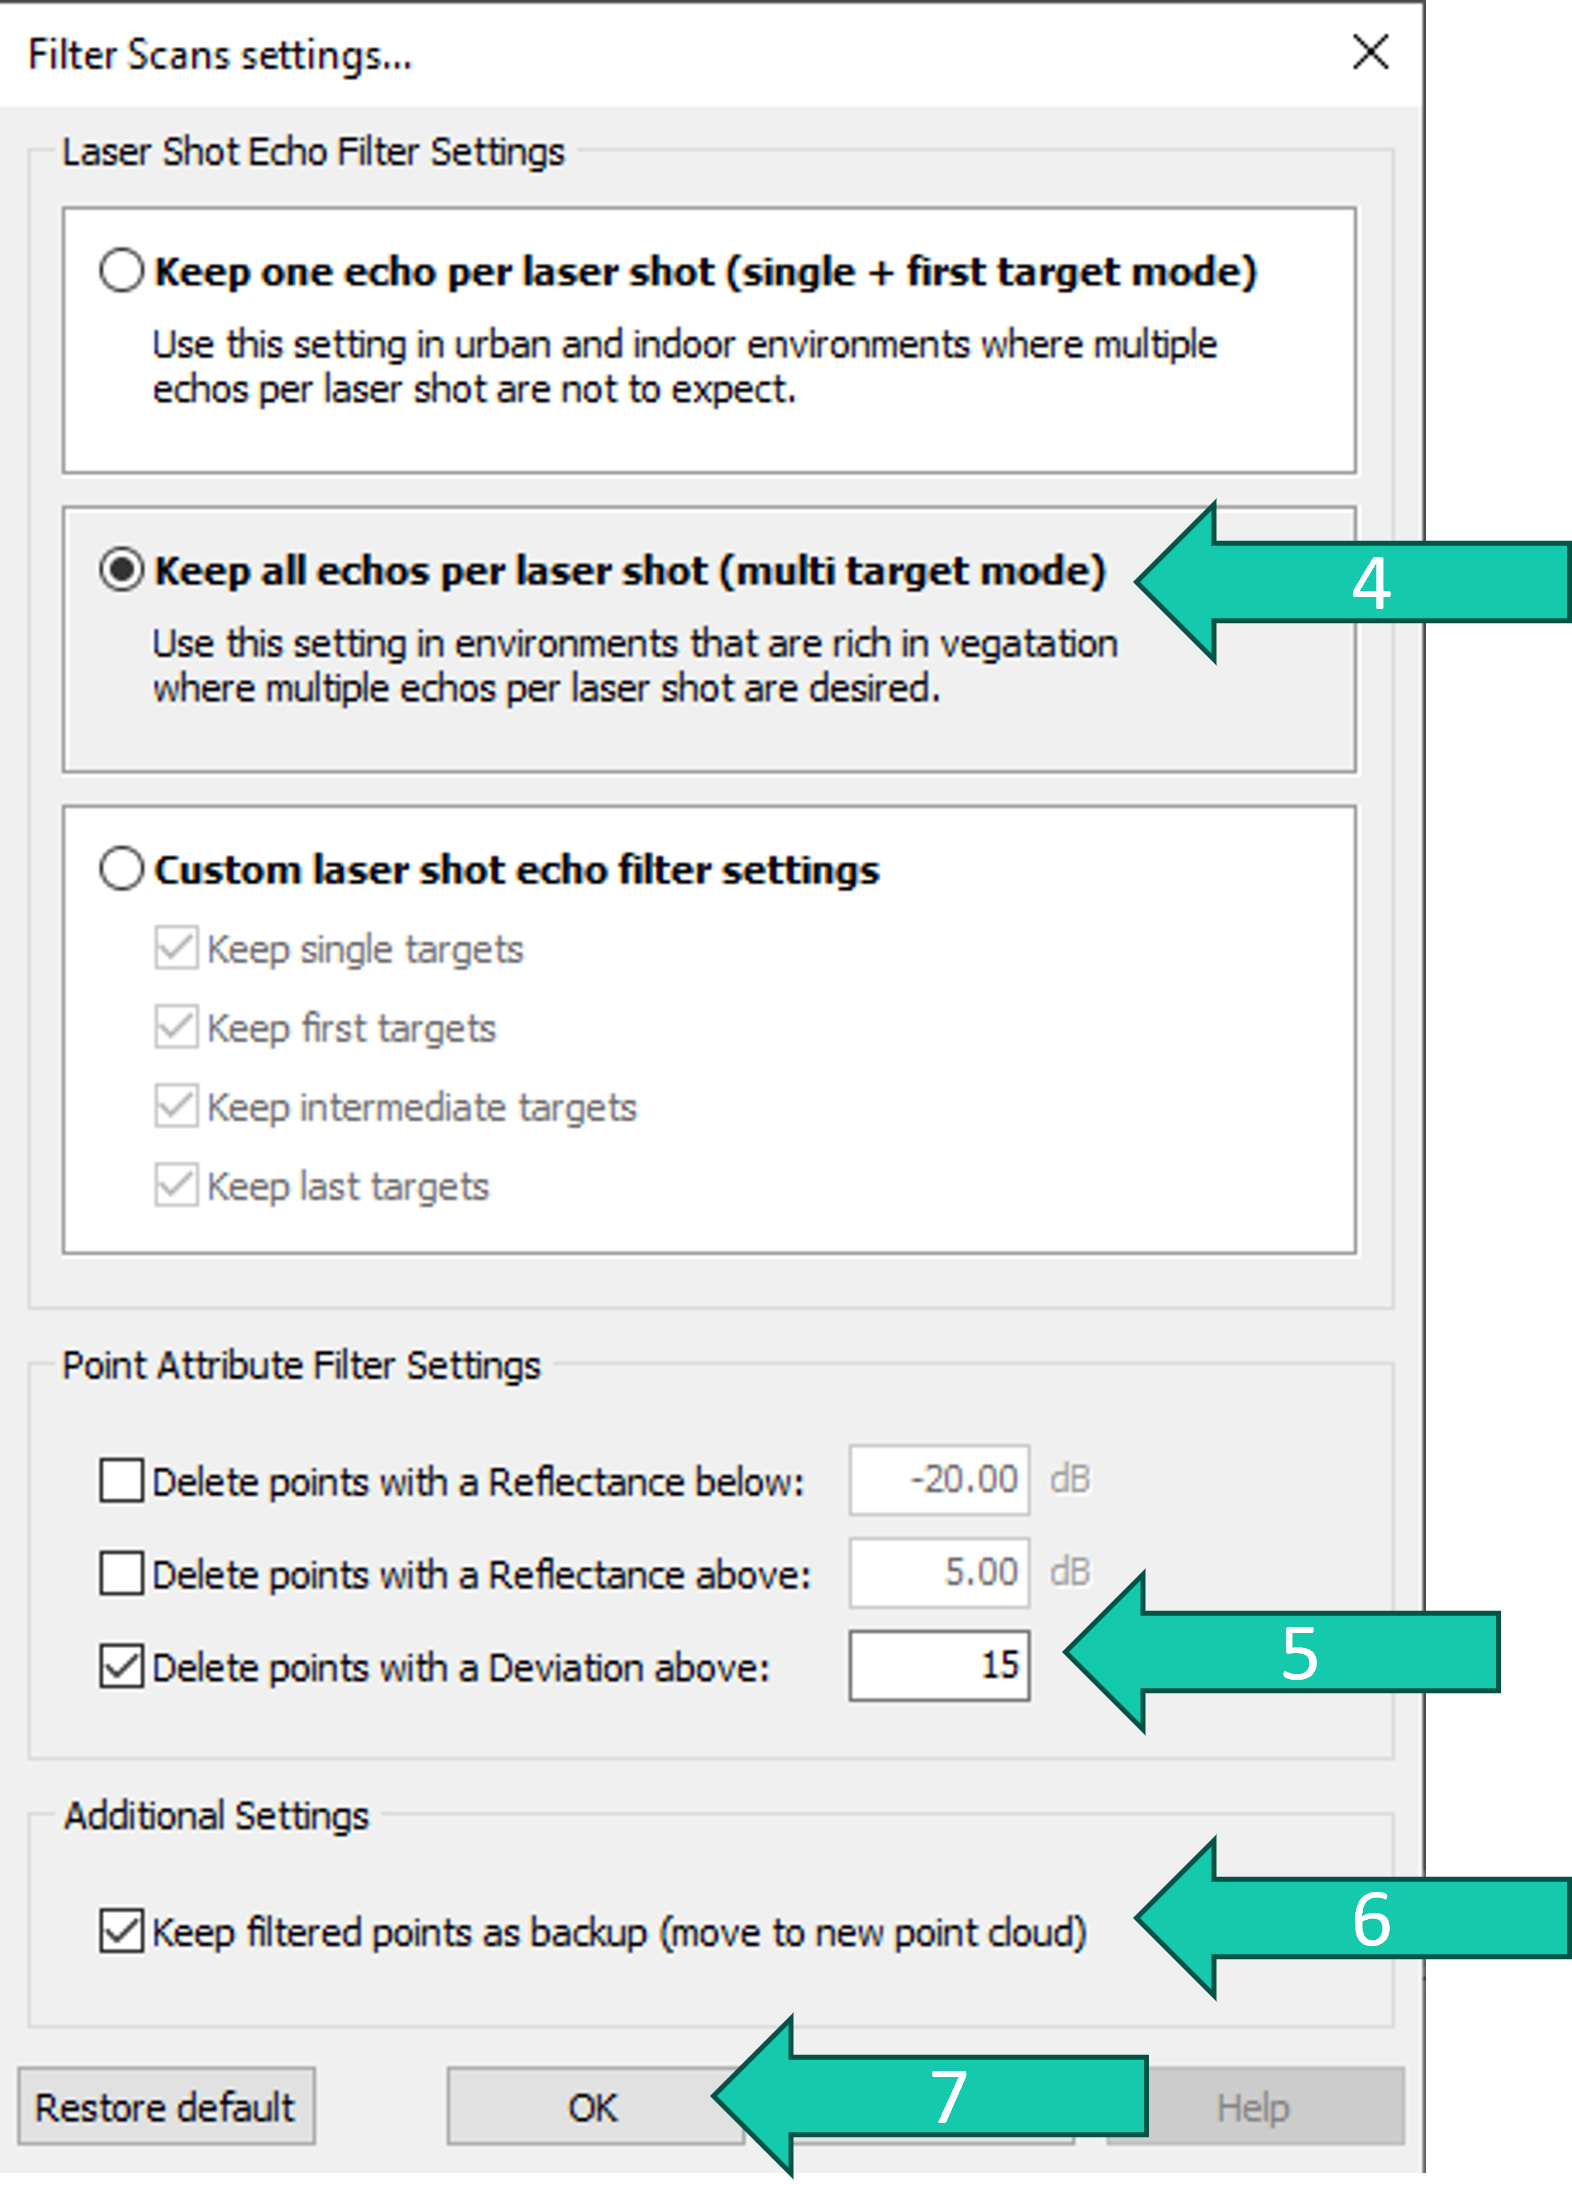 Filter Scans settings...
Laser Shot Echo Filter Settings
Keep one echo per laser shot (single + first target mode)
Use this setting in urban and indoor environments where multiple
echos per laser shot are not to expect.
Keep all echos per laser shot (multi target mode)
4
Use this setting in environments that are rich in vegatation
where multiple echos per laser shot are desired.
Custom laser shot echo filter settings
Keep single targets
Keep first targets
Keep intermediate targets
Keep last targets
Point Attribute Filter Settings
Delete points with a Reflectance below: -20.00 dB
Delete points with a Reflectance above: 5.00 dB
Delete points with a Deviation above: 15
5
Additional Settings
Keep filtered points as backup (move to new point cloud)
6
Restore default
OK
7
Help